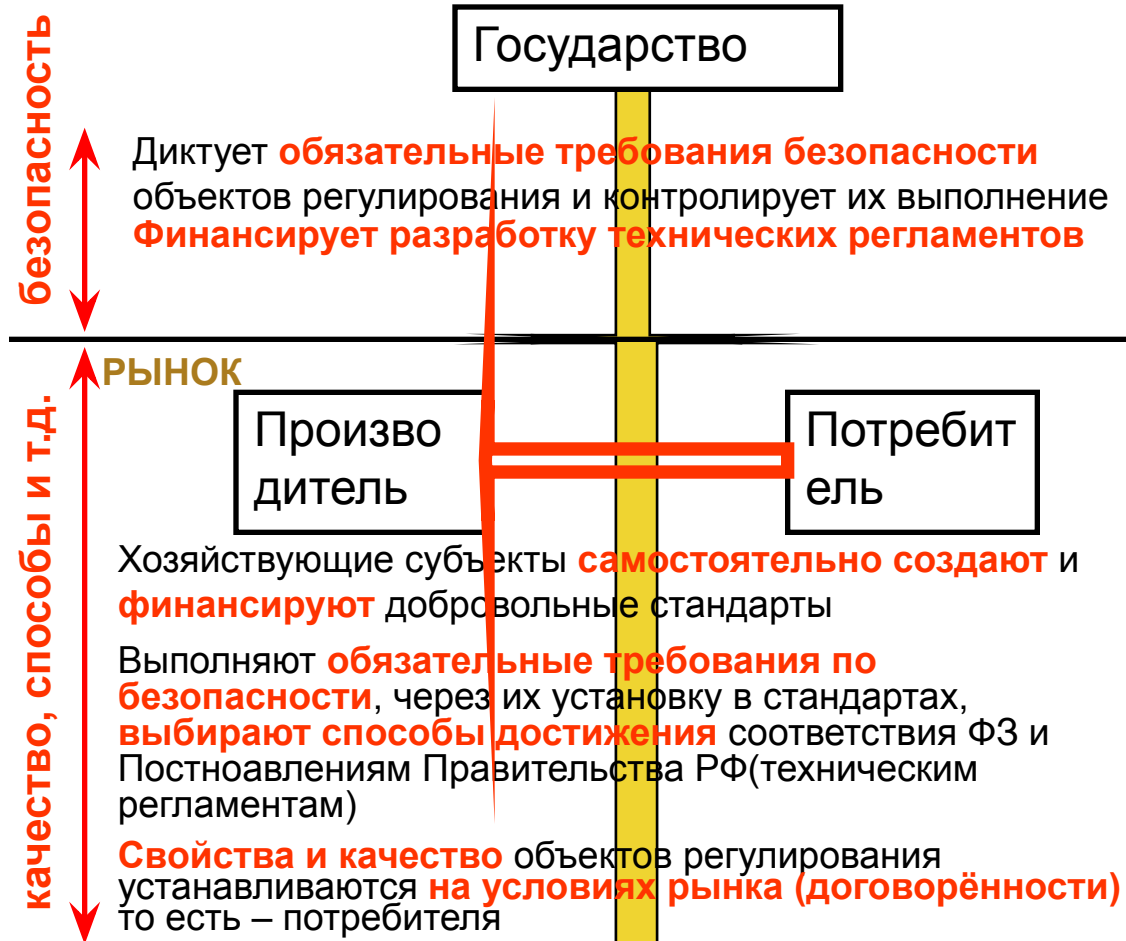 безопасность
Государство
Диктует обязательные требования безопасности
объектов регулирования и контролирует их выполнение
Финансирует разработку технических регламентов
РЫНОК
качество, способы и т.д.
Произво
дитель
Потребит
ель
Хозяйствующие субъекты самостоятельно создают и
финансируют добровольные стандарты
Выполняют обязательные требования по
безопасности, через их установку в стандартах,
выбирают способы достижения соответствия ФЗ и
Постноавлениям Правительства РФ(техническим
регламентам)
Свойства и качество объектов регулирования
устанавливаются на условиях рынка (договорённости)
то есть – потребителя